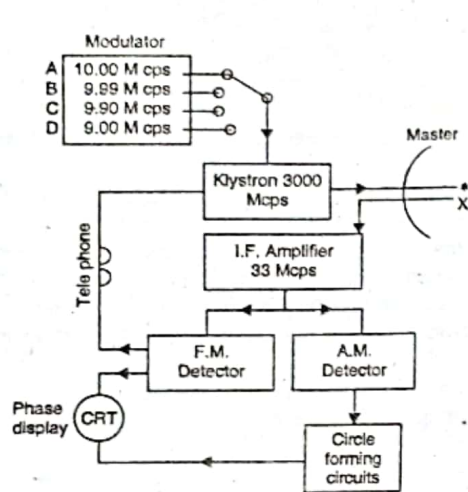 Modulator
A 10.00 M cps
B 9.99 M cps
C 9.90 M cps
D 9.00 M cps
Master
Klystron 3000
Mcps
X
I.F. Amplifier
33 Mcps
Tele phone
F.M.
Detector
A.M.
Detector
Phase
display
CRT
Circle
forming
circuits